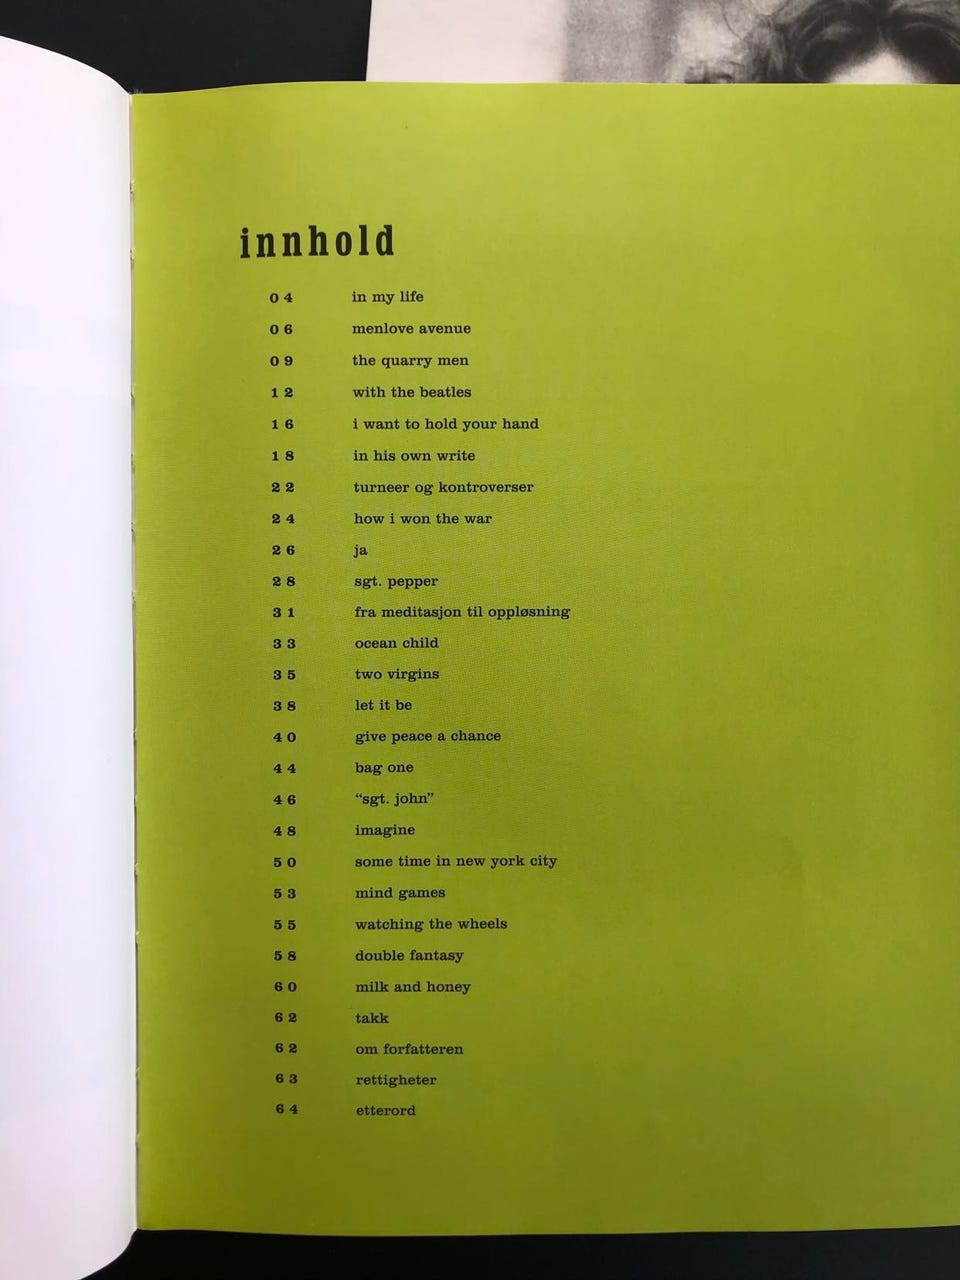 innhold
04 in my life
06 menlove avenue
09 the quarry men
12 with the beatles
16 i want to hold your hand
18 in his own write
22 turneer og kontroverser
24 how i won the war
26 ja
28 sgt. pepper
31 fra meditasjon til oppløsning
33 ocean child
35 two virgins
38 let it be
40 give peace a chance
44 bag one
46 “sgt. john”
48 imagine
50 some time in new york city
53 mind games
55 watching the wheels
58 double fantasy
60 milk and honey
62 takk
62 om forfatteren
63 rettigheter
64 etterord